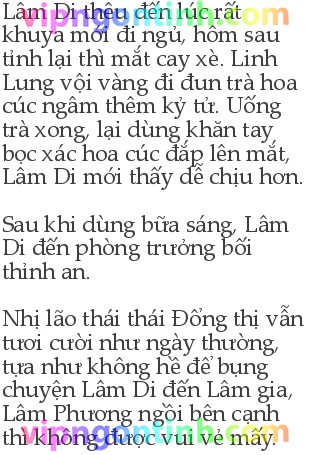 Lâm Di thêu đến lúc rất
khuya mới đi ngủ, hôm sau
tỉnh lại thì mắt cay xè. Linh
Lung vội vàng đi đun trà hoa
cúc ngâm thêm kỷ tử. Uống
trà xong, lại dùng khăn tay
bọc xác hoa cúc đắp lên mắt,
Lâm Di mới thấy dễ chịu hơn.
Sau khi dùng bữa sáng, Lâm
Di đến phòng trưởng bối
thỉnh an.
Nhị lão thái thái Đổng thị vẫn
tươi cười như ngày thường,
tựa như không hề để bụng
chuyện Lâm Di đến Lâm gia,
Lâm Phương ngồi bên cạnh
thì không được vui vẻ mấy.
vipngontinh.com
vipngontinh.com